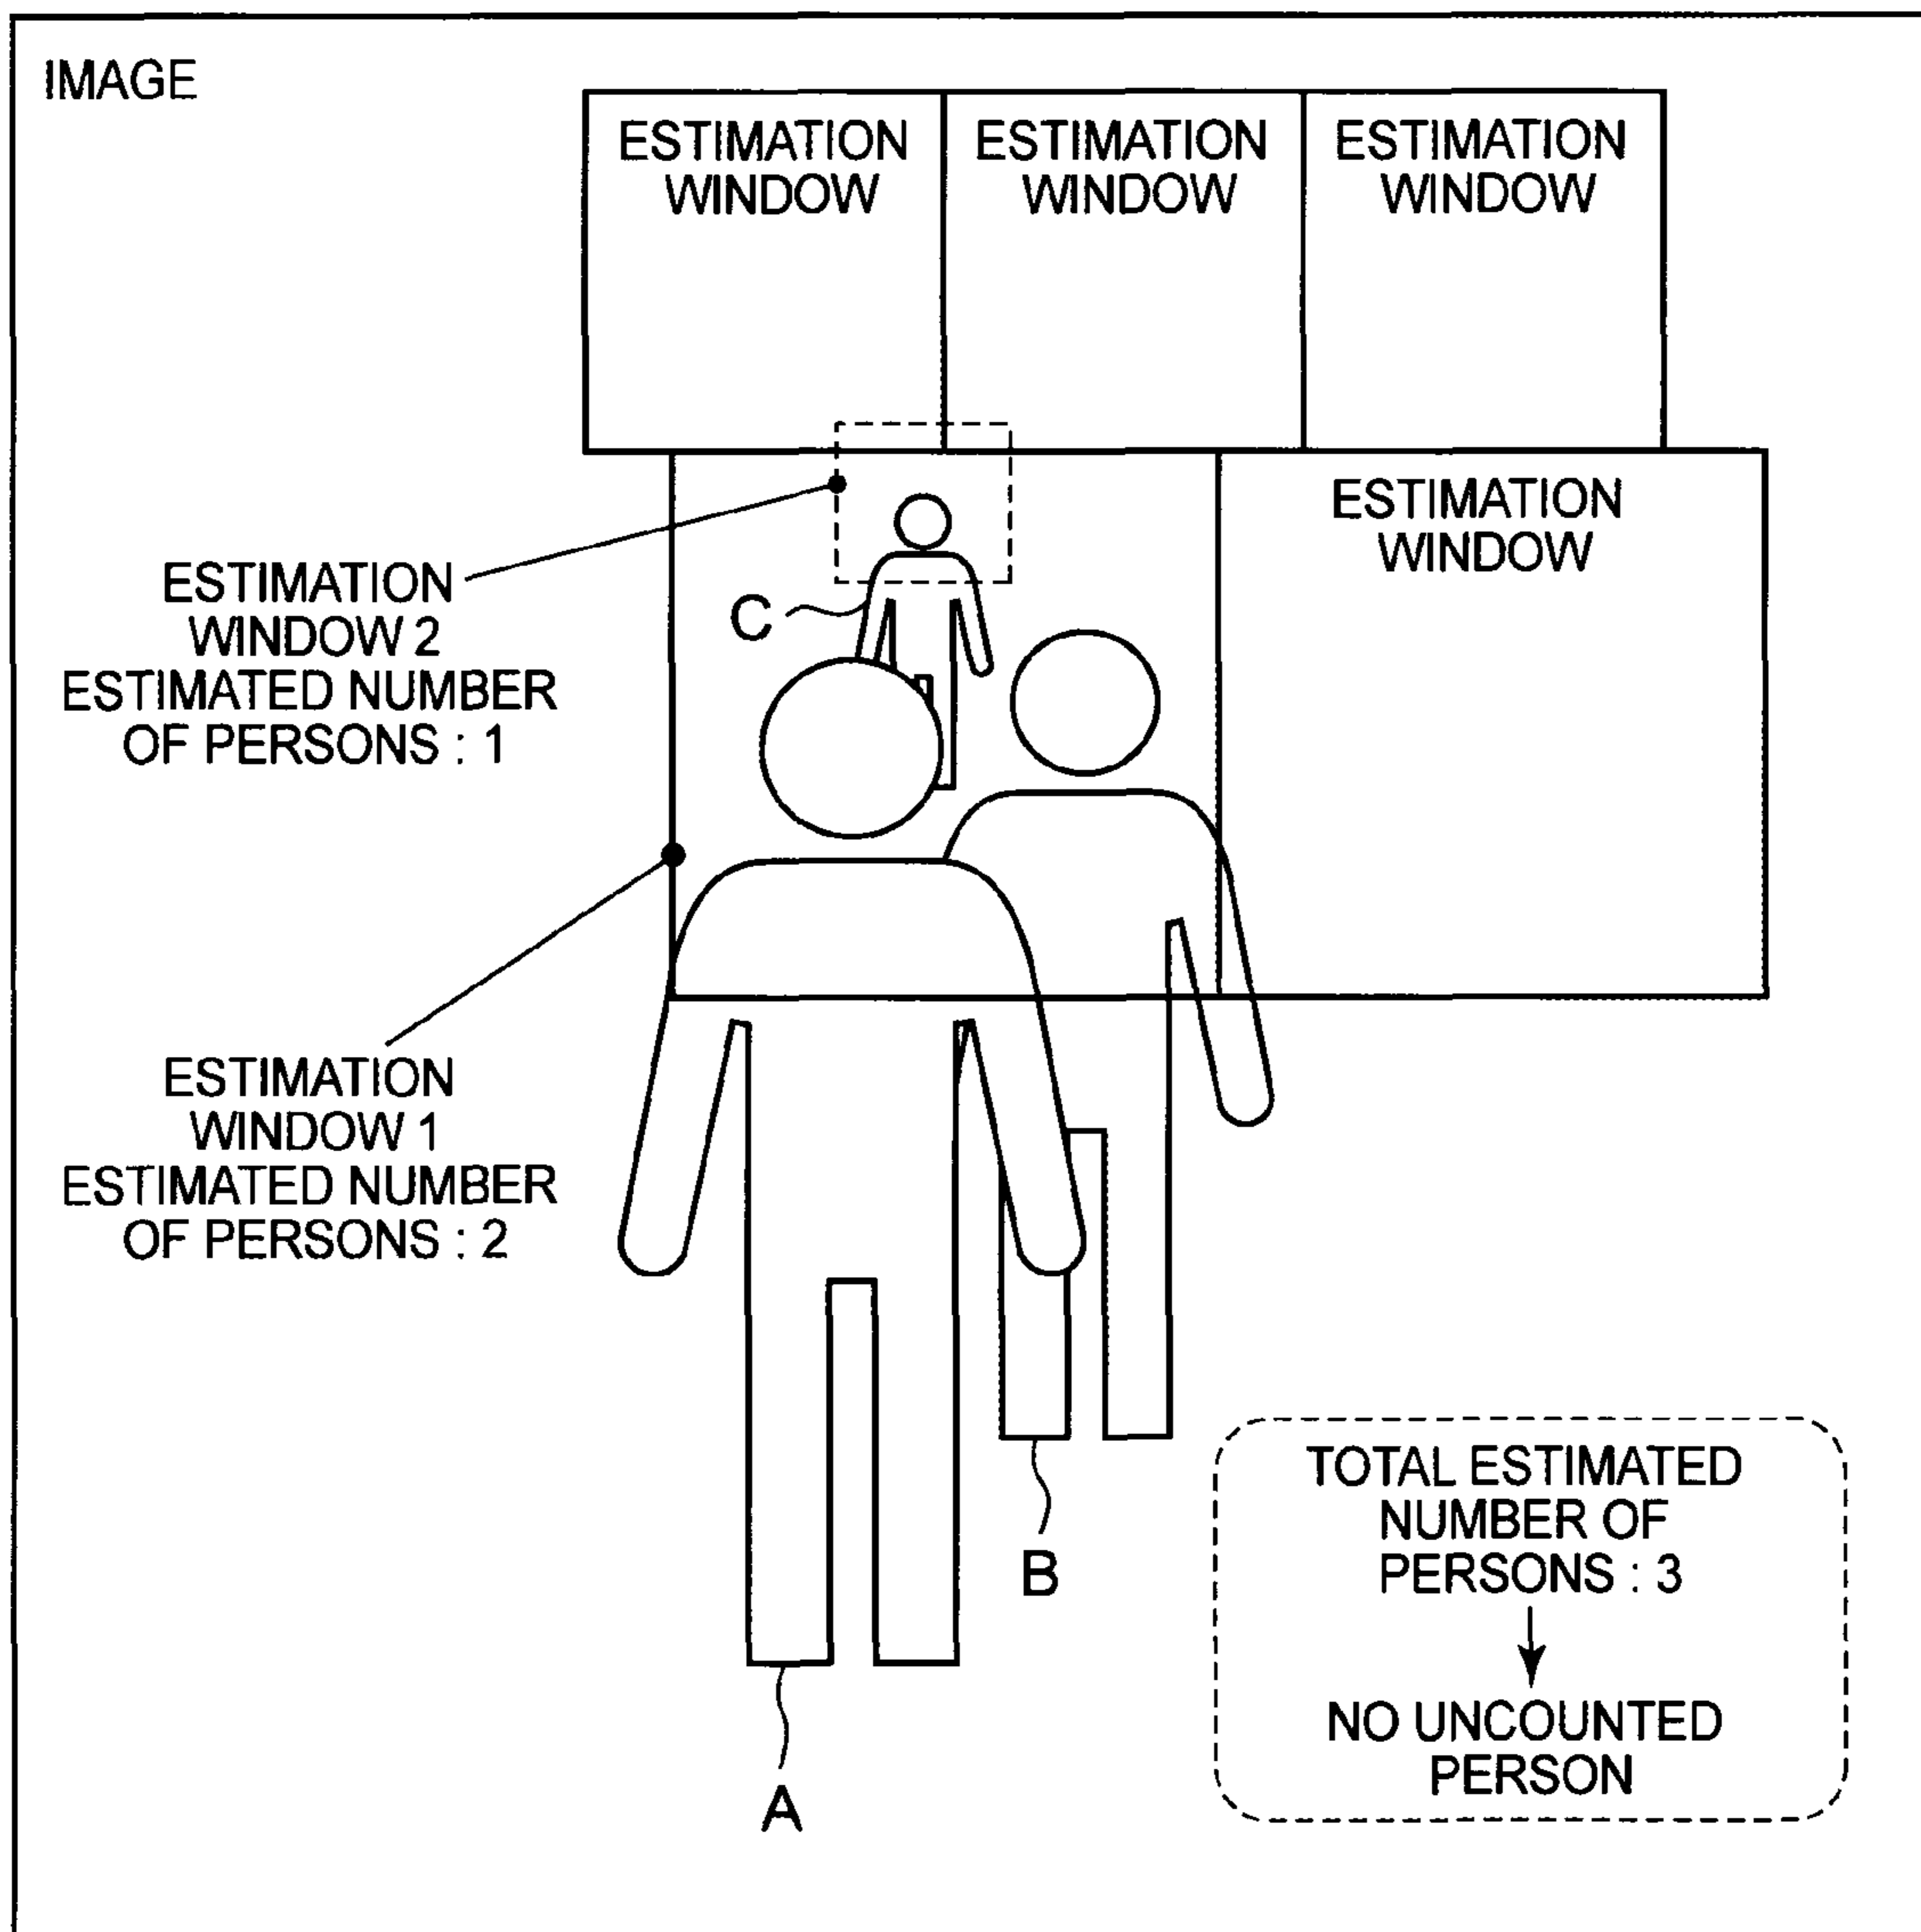 IMAGE
ESTIMATION
WINDOW
ESTIMATION
WINDOW
ESTIMATION
WINDOW
ESTIMATION
WINDOW
ESTIMATION
WINDOW 2
ESTIMATED NUMBER
OF PERSONS : 1
C
ESTIMATION
WINDOW 1
ESTIMATED NUMBER
OF PERSONS : 2
B
A
TOTAL ESTIMATED
NUMBER OF
PERSONS : 3
NO UNCOUNTED
PERSON